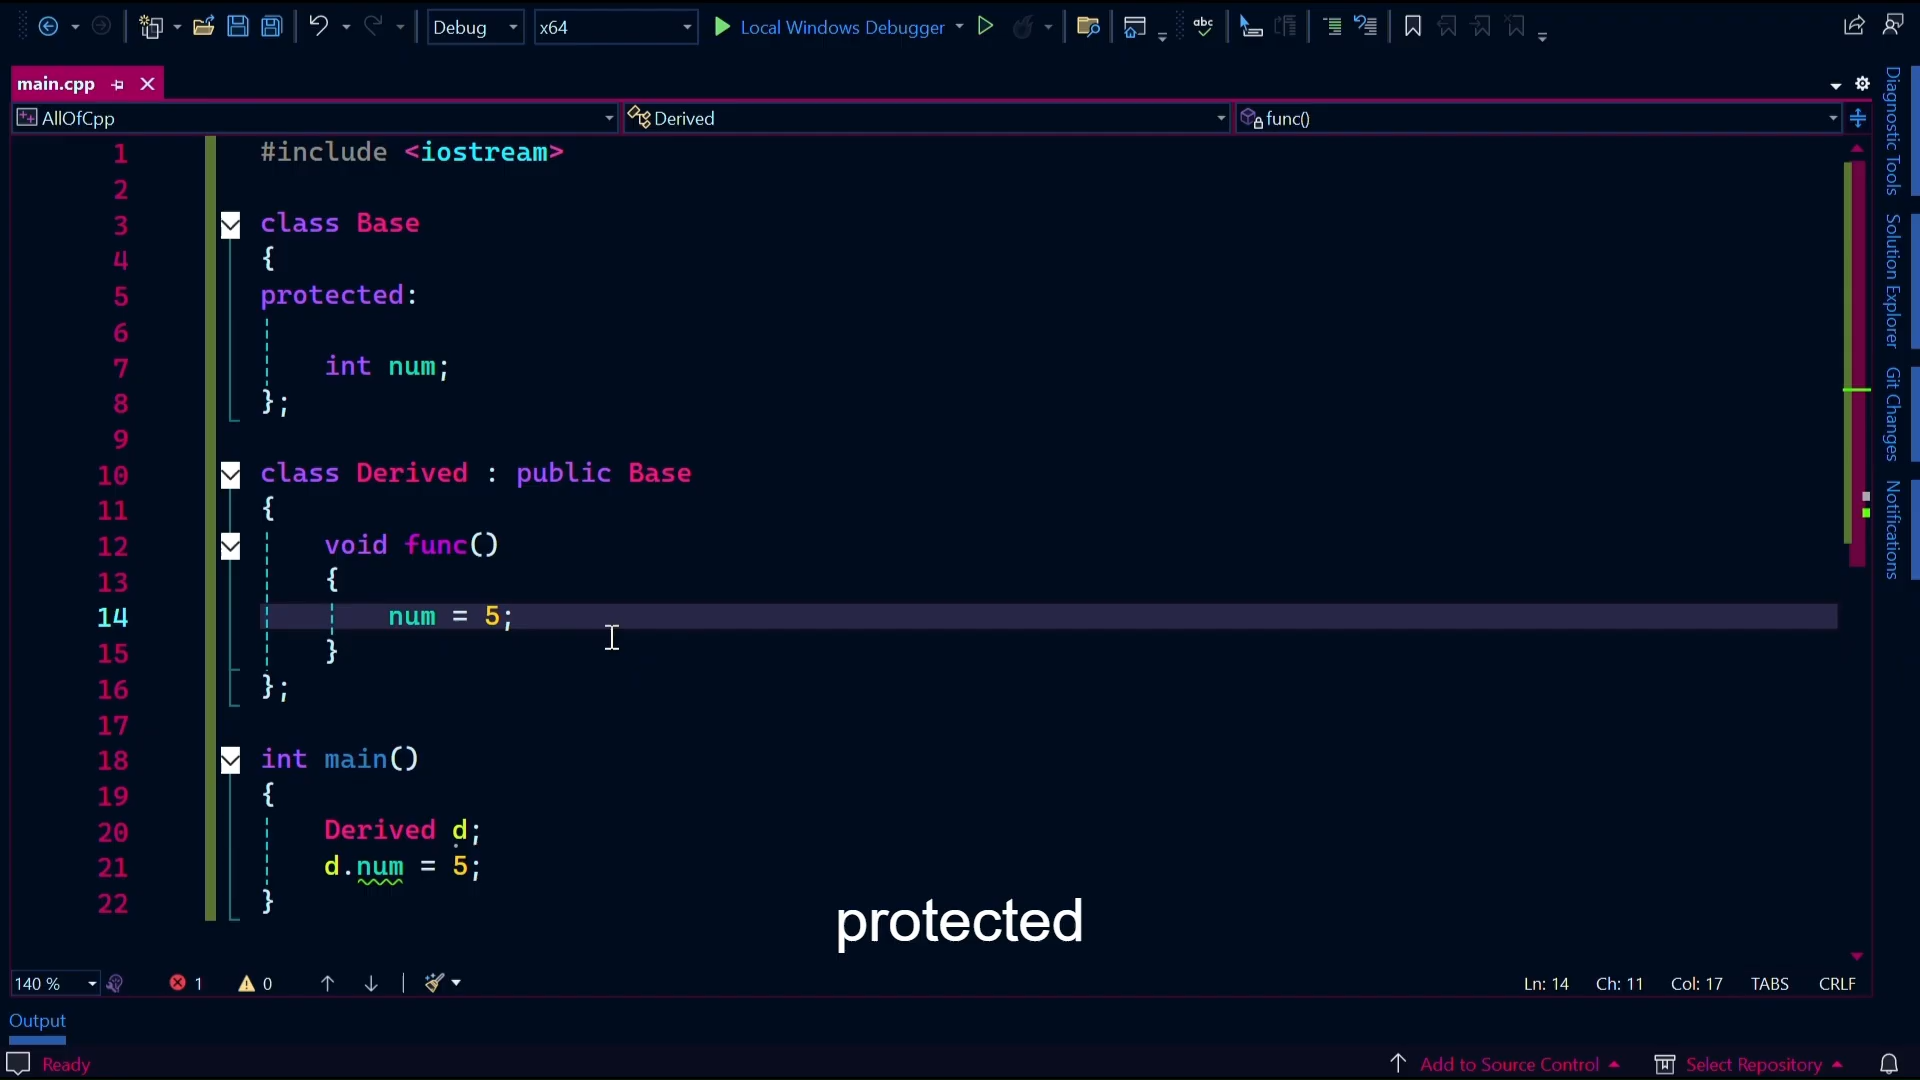 Debug x64 Local Windows Debugger abc
main.cpp
AllOfCpp Derived func()
1 #include <iostream>
2
3 class Base
4 {
5 protected:
6
7 int num;
8 };
9
10 class Derived : public Base
11 {
12 void func()
13 {
14 num = 5;
15 }
16 };
17
18 int main()
19 {
20 Derived d;
21 d.num = 5;
22 }
protected
140 % 1 0 Ln: 14 Ch: 11 Col: 17 TABS CRLF
Output
Ready Add to Source Control Select Repository
Diagnostic Tools
Solution Explorer
Git Changes
Notifications